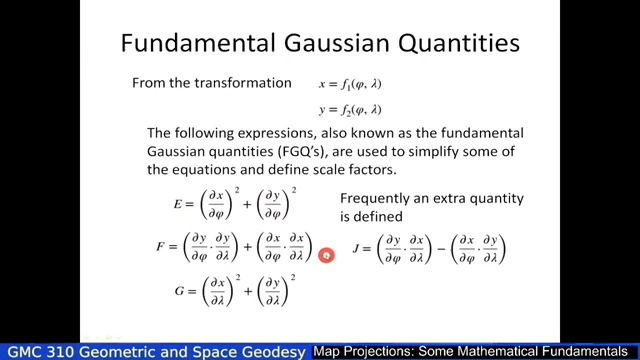 Fundamental Gaussian Quantities
From the transformation x = f₁(φ, λ)
y = f₂(φ, λ)
The following expressions, also known as the fundamental
Gaussian quantities (FGQ's), are used to simplify some of
the equations and define scale factors.
E = (∂x/∂φ)² + (∂y/∂φ)²
Frequently an extra quantity
is defined
F = (∂y/∂φ · ∂y/∂λ) + (∂x/∂φ · ∂x/∂λ)
J = (∂y/∂φ · ∂x/∂λ) − (∂x/∂φ · ∂y/∂λ)
G = (∂x/∂λ)² + (∂y/∂λ)²
GMC 310 Geometric and Space Geodesy
Map Projections: Some Mathematical Fundamentals